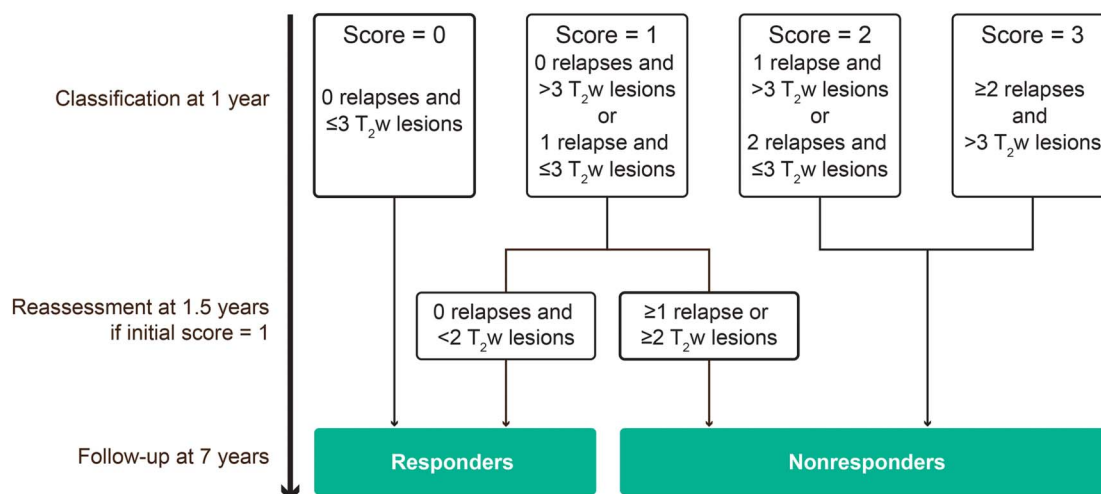 Classification at 1 year
Score = 0
0 relapses and
≤3 T₂w lesions
Score = 1
0 relapses and
>3 T₂w lesions
or
1 relapse and
≤3 T₂w lesions
Score = 2
1 relapse and
>3 T₂w lesions
or
2 relapses and
≤3 T₂w lesions
Score = 3
≥2 relapses
and
>3 T₂w lesions
Reassessment at 1.5 years
if initial score = 1
0 relapses and
<2 T₂w lesions
≥1 relapse or
≥2 T₂w lesions
Follow-up at 7 years
Responders
Nonresponders